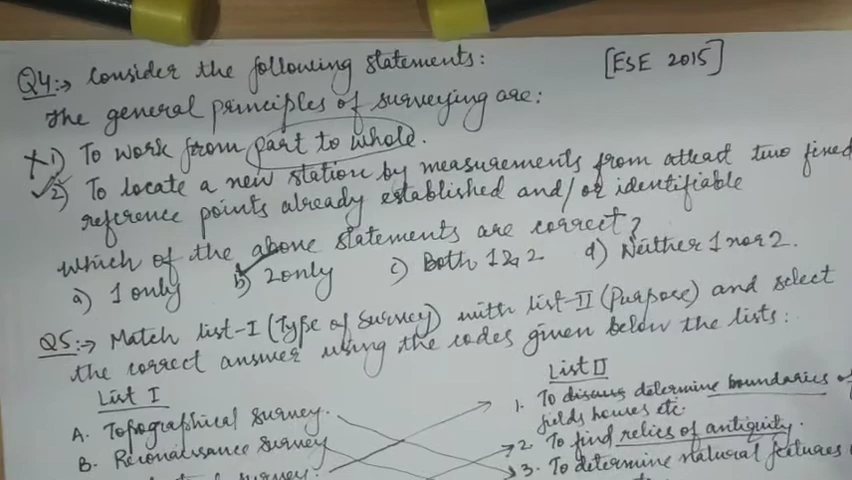 Q4:→ Consider the following statements: [ESE 2015]
The general principles of surveying are:
1) To work from part to whole.
2) To locate a new station by measurements from atleast two fixed
reference points already established and/or identifiable
which of the above statements are correct?
a) 1 only b) 2 only c) Both 1 & 2 d) Neither 1 nor 2.
Q5:→ Match list-I (Type of Survey) with list-II (Purpose) and select
the correct answer using the codes given below the lists:
List I
List II
A. Topographical Survey.
B. Reconaissance Survey
survey.
1. To discuss determine boundaries of
fields houses etc.
2. To find relics of antiquity.
3. To determine natural features